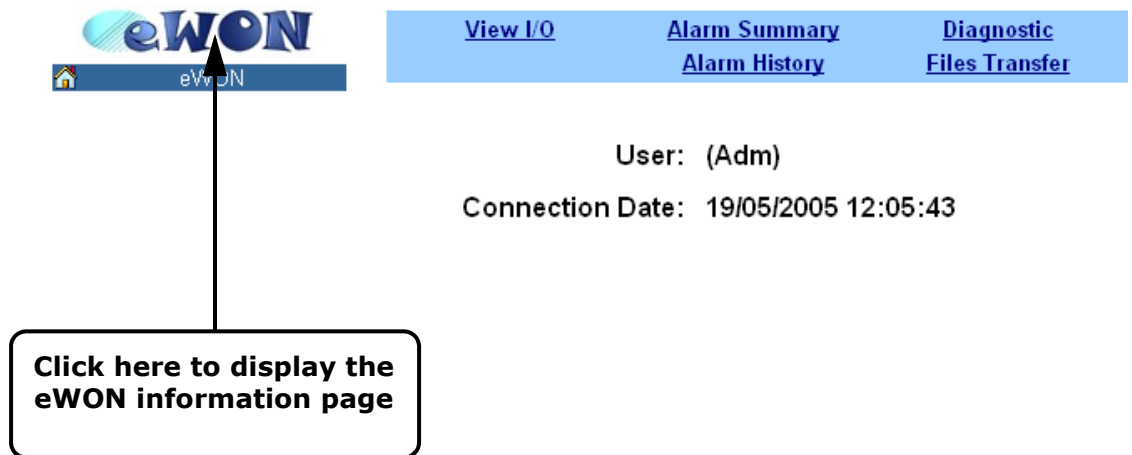 eWON
eWON
View I/O
Alarm Summary
Diagnostic
Alarm History
Files Transfer
User: (Adm)
Connection Date: 19/05/2005 12:05:43
Click here to display the
eWON information page